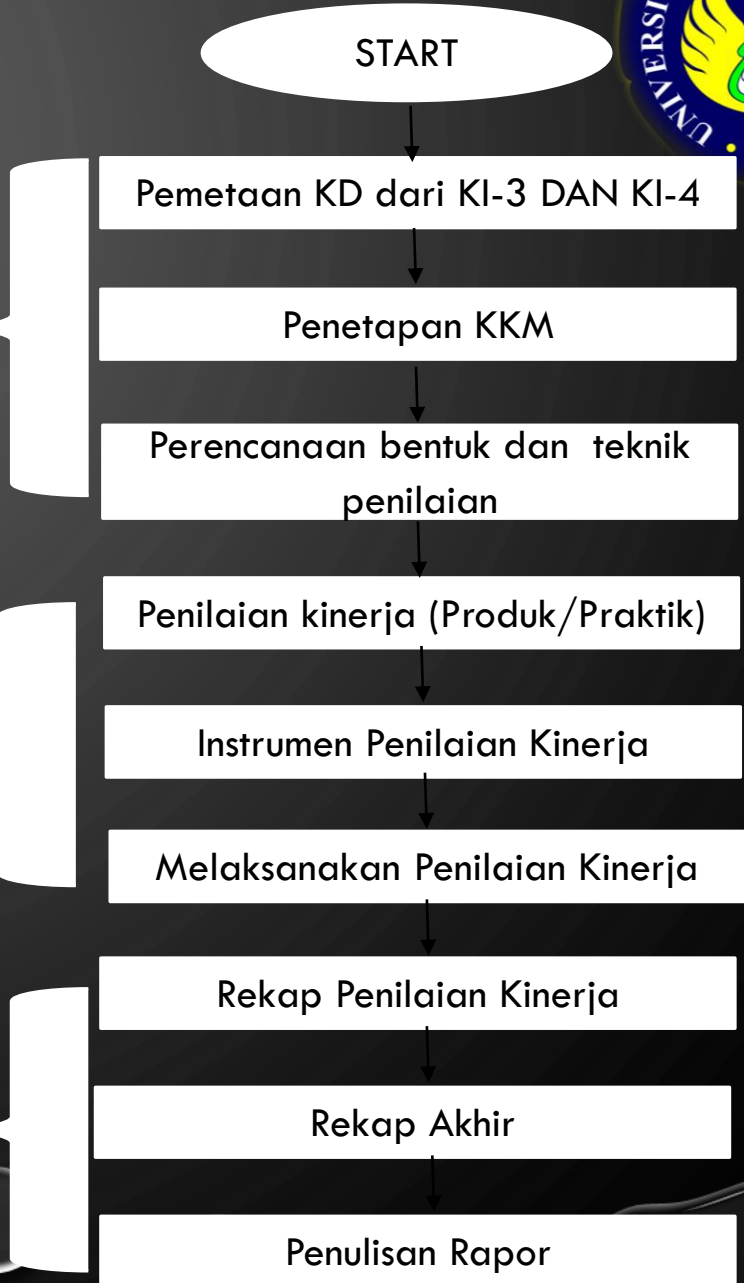 START
UNIVERSI
Pemetaan KD dari KI-3 DAN KI-4
Penetapan KKM
Perencanaan bentuk dan teknik
penilaian
Penilaian kinerja (Produk/Praktik)
Instrumen Penilaian Kinerja
Melaksanakan Penilaian Kinerja
Rekap Penilaian Kinerja
Rekap Akhir
Penulisan Rapor